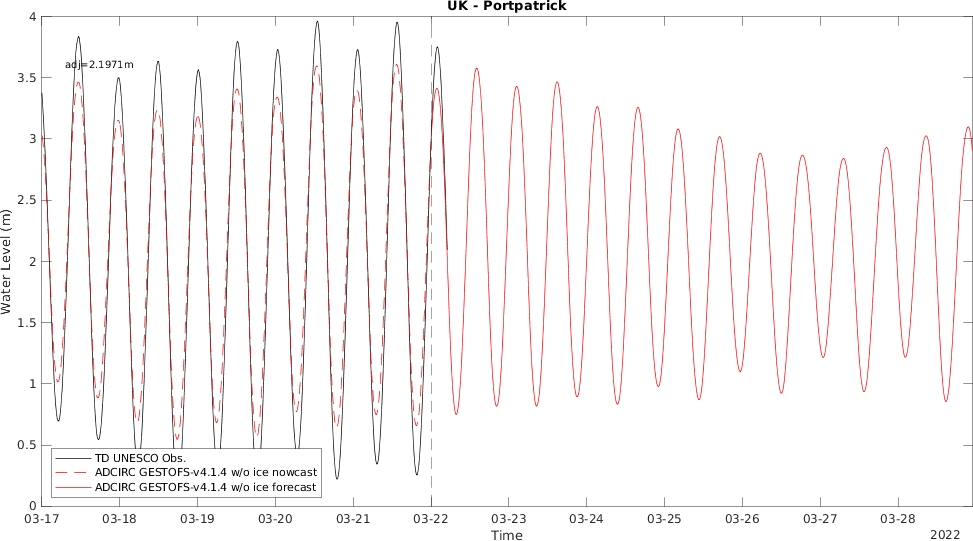 UK - Portpatrick
adj=2.1971m
Water Level (m)
4
3.5
3
2.5
2
1.5
1
0.5
0
TD UNESCO Obs.
ADCIRC GESTOFS-v4.1.4 w/o ice nowcast
ADCIRC GESTOFS-v4.1.4 w/o ice forecast
03-17 03-18 03-19 03-20 03-21 03-22 03-23 03-24 03-25 03-26 03-27 03-28
Time
2022